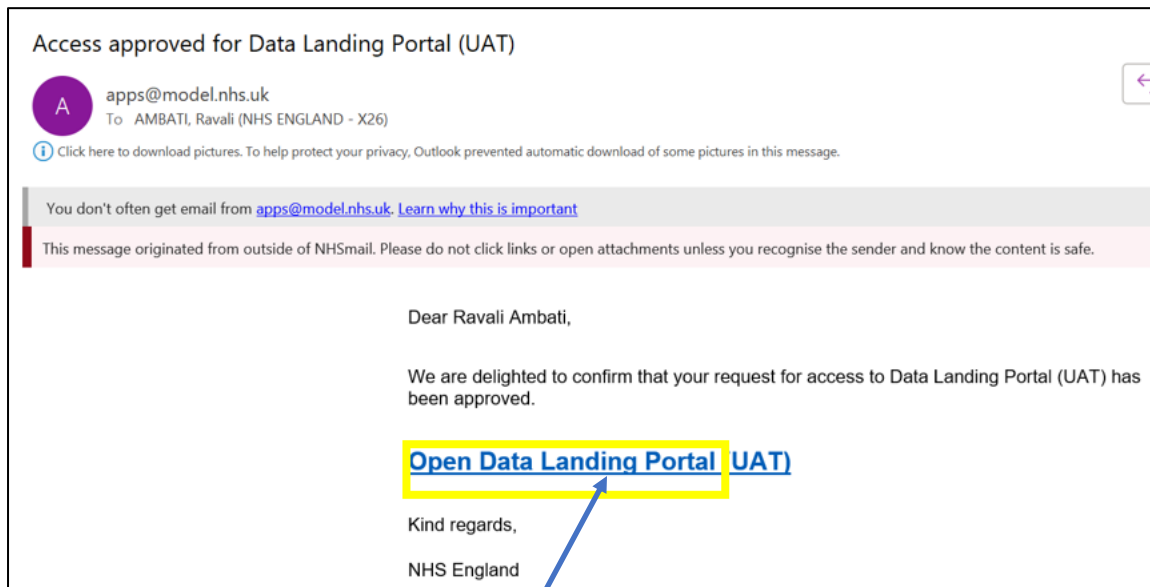 Access approved for Data Landing Portal (UAT)
A
apps@model.nhs.uk
To AMBATI, Ravali (NHS ENGLAND - X26)
Click here to download pictures. To help protect your privacy, Outlook prevented automatic download of some pictures in this message.
You don't often get email from apps@model.nhs.uk. Learn why this is important
This message originated from outside of NHSmail. Please do not click links or open attachments unless you recognise the sender and know the content is safe.
Dear Ravali Ambati,
We are delighted to confirm that your request for access to Data Landing Portal (UAT) has
been approved.
Open Data Landing Portal (UAT)
Kind regards,
NHS England